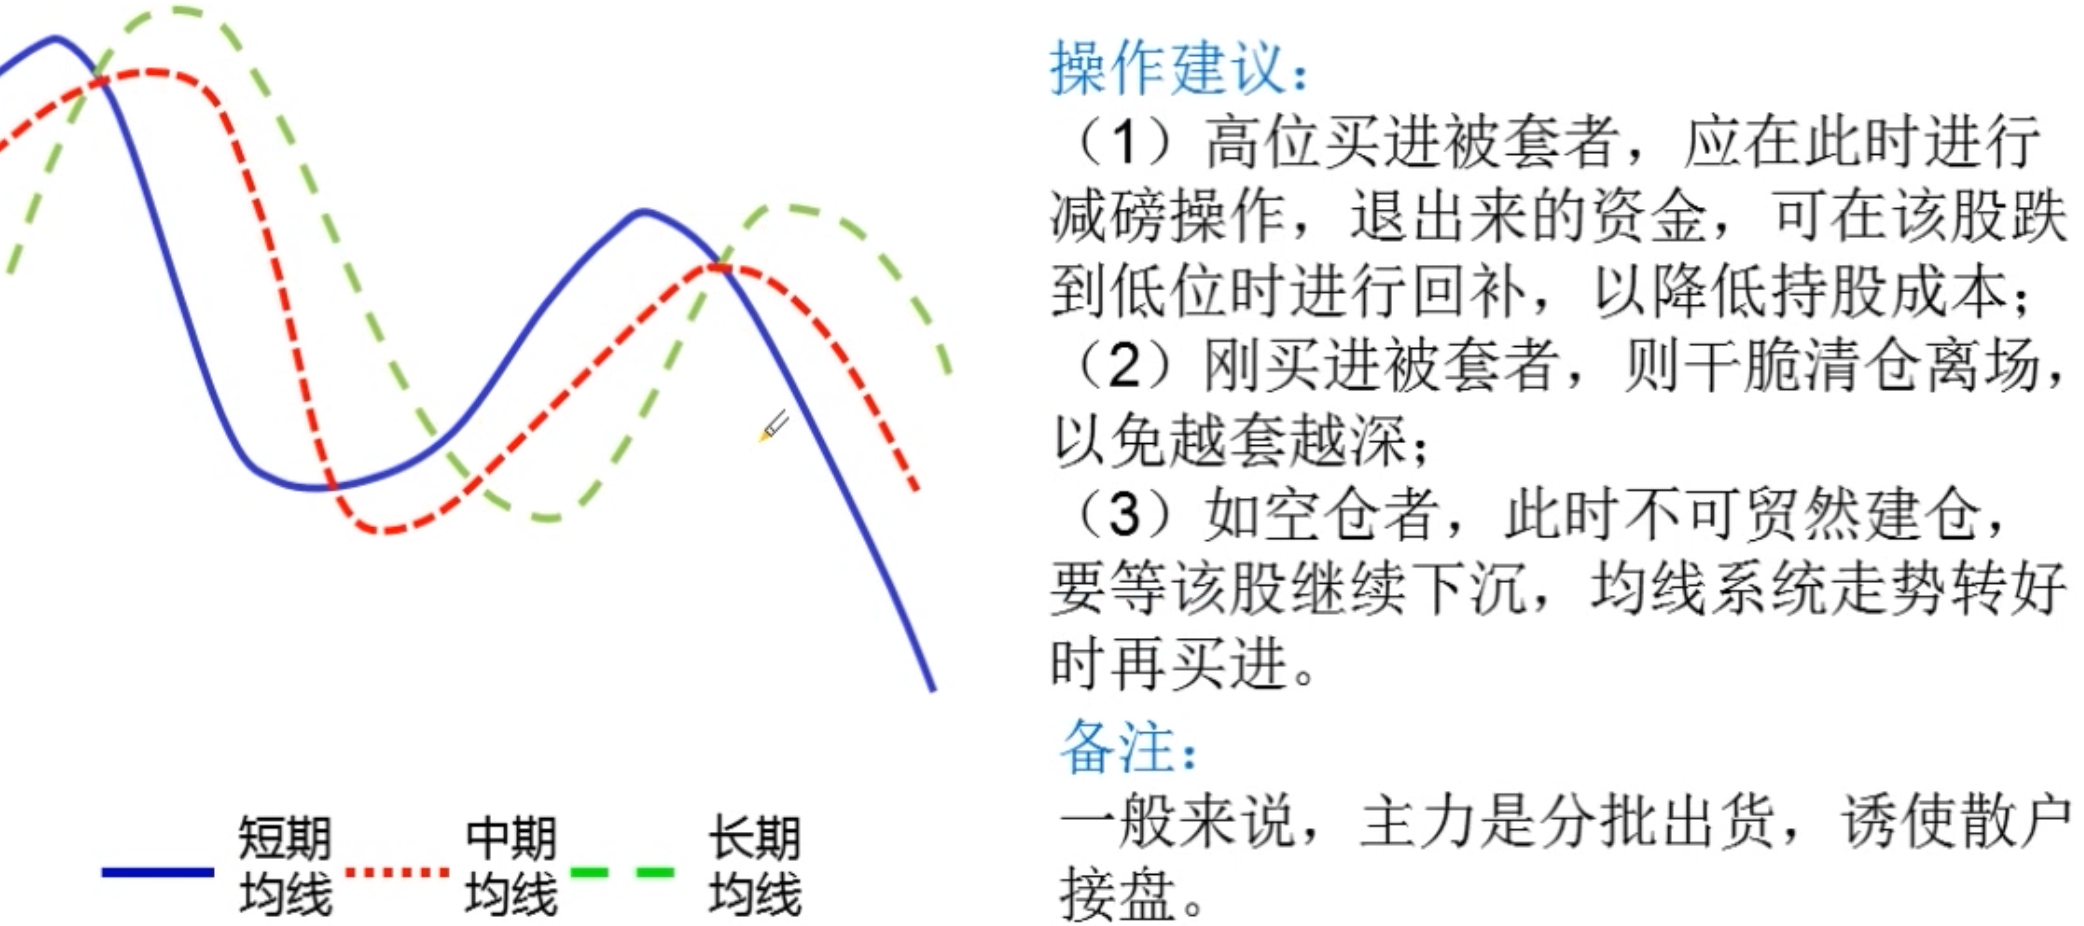 操作建议：
（1）高位买进被套者，应在此时进行
减磅操作，退出来的资金，可在该股跌
到低位时进行回补，以降低持股成本；
（2）刚买进被套者，则干脆清仓离场，
以免越套越深；
（3）如空仓者，此时不可贸然建仓，
要等该股继续下沉，均线系统走势转好
时再买进。
备注：
一般来说，主力是分批出货，诱使散户
接盘。
短期
均线
中期
均线
长期
均线